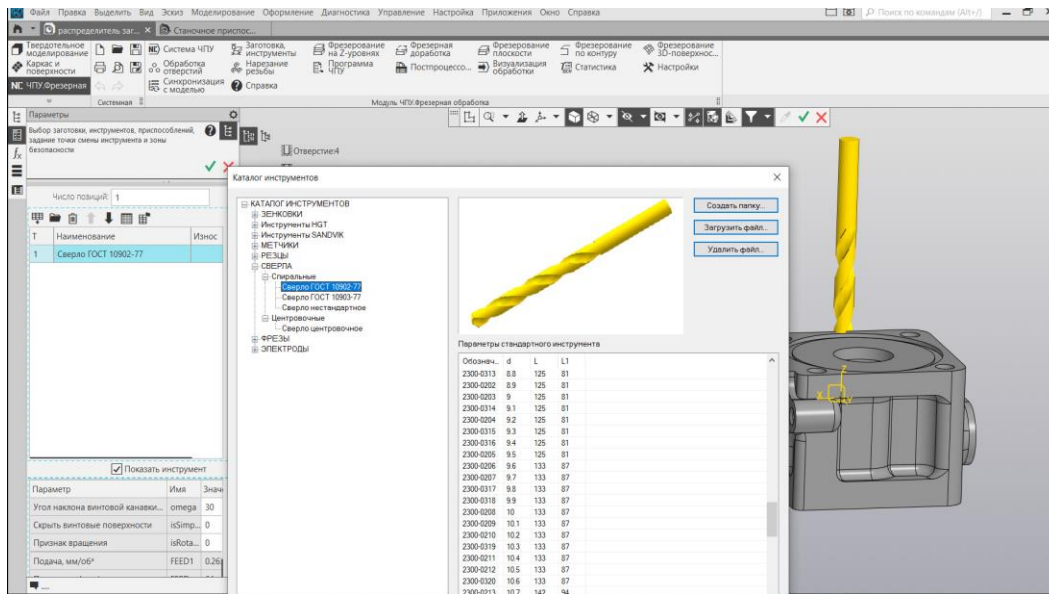 Файл Правка Выделить Вид Эскиз Моделирование Оформление Диагностика Управление Настройка Приложения Окно Справка
Поиск по командам (Alt+/)
распределитель заг...
Станочное приспос...
Твердотельное моделирование
Каркас и поверхности
NC ЧПУ.Фрезерная
Системная
NC Система ЧПУ
Обработка отверстий
Синхронизация с моделью
Заготовка, инструменты
Нарезание резьбы
Справка
Фрезерование на Z-уровнях
Программа ЧПУ
Фрезерная доработка
Постпроцессо...
Фрезерование плоскости
Визуализация обработки
Фрезерование по контуру
Статистика
Фрезерование 3D-поверхнос...
Настройки
Модуль ЧПУ.Фрезерная обработка
Параметры
Выбор заготовки, инструментов, приспособлений,
задание точки смены инструмента и зоны
безопасности
Число позиций: 1
Т Наименование Износ
1 Сверло ГОСТ 10902-77
Показать инструмент
Параметр Имя Знач
Угол наклона винтовой канавки... omega 30
Скрыть винтовые поверхности isSimp... 0
Признак вращения isRota... 0
Подача, мм/об* FEED1 0.26
Отверстие:4
Каталог инструментов
КАТАЛОГ ИНСТРУМЕНТОВ
ЗЕНКОВКИ
Инструменты HGT
Инструменты SANDVIK
МЕТЧИКИ
РЕЗЦЫ
СВЕРЛА
Спиральные
Сверло ГОСТ 10902-77
Сверло ГОСТ 10903-77
Сверло нестандартное
Центровочные
Сверло центровочное
ФРЕЗЫ
ЭЛЕКТРОДЫ
Создать папку...
Загрузить файл...
Удалить файл...
Параметры стандартного инструмента
Обознач... d L L1
2300-0313 8.8 125 81
2300-0202 8.9 125 81
2300-0203 9 125 81
2300-0314 9.1 125 81
2300-0204 9.2 125 81
2300-0315 9.3 125 81
2300-0316 9.4 125 81
2300-0205 9.5 125 81
2300-0206 9.6 133 87
2300-0207 9.7 133 87
2300-0317 9.8 133 87
2300-0318 9.9 133 87
2300-0208 10 133 87
2300-0209 10.1 133 87
2300-0210 10.2 133 87
2300-0319 10.3 133 87
2300-0211 10.4 133 87
2300-0212 10.5 133 87
2300-0320 10.6 133 87
2300-0213 10.7 142 94
Z
X
Y